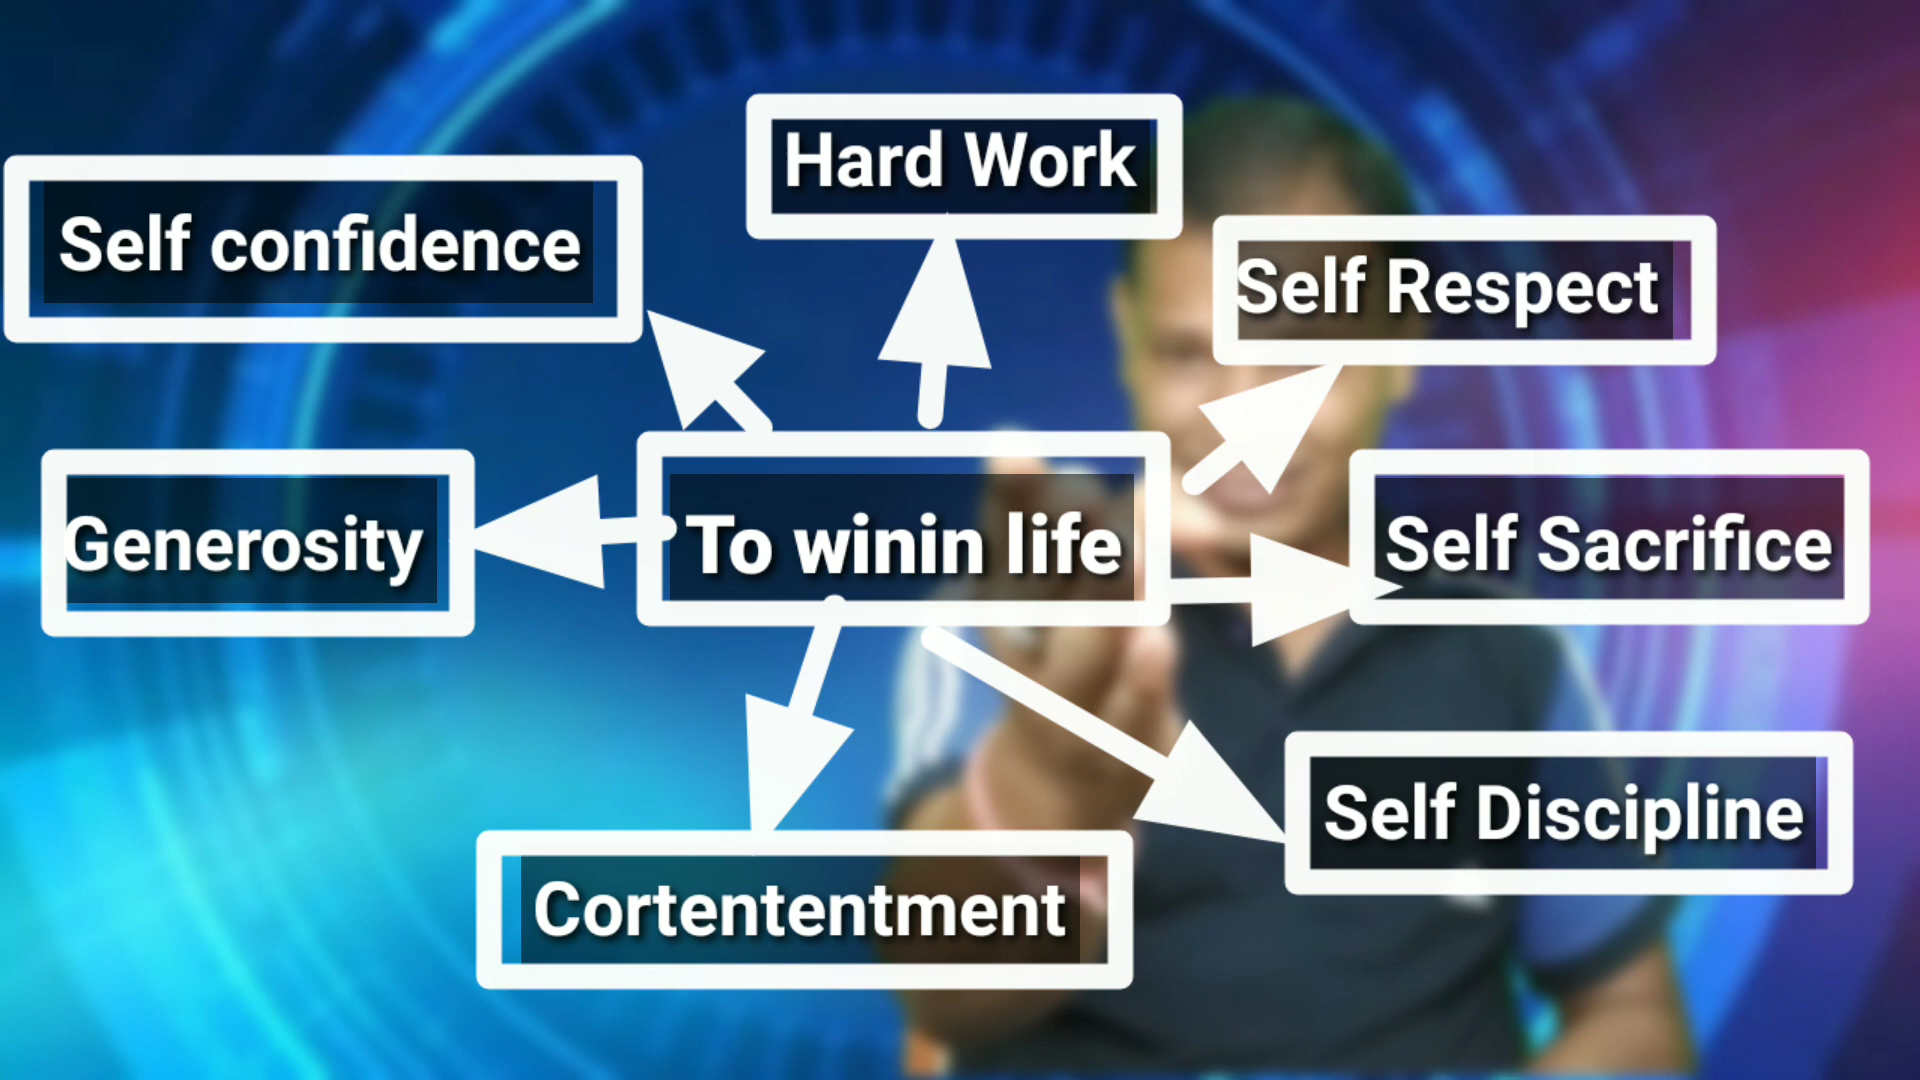 Hard Work
Self confidence
Self Respect
Generosity
To winin life
Self Sacrifice
Self Discipline
Cortententment